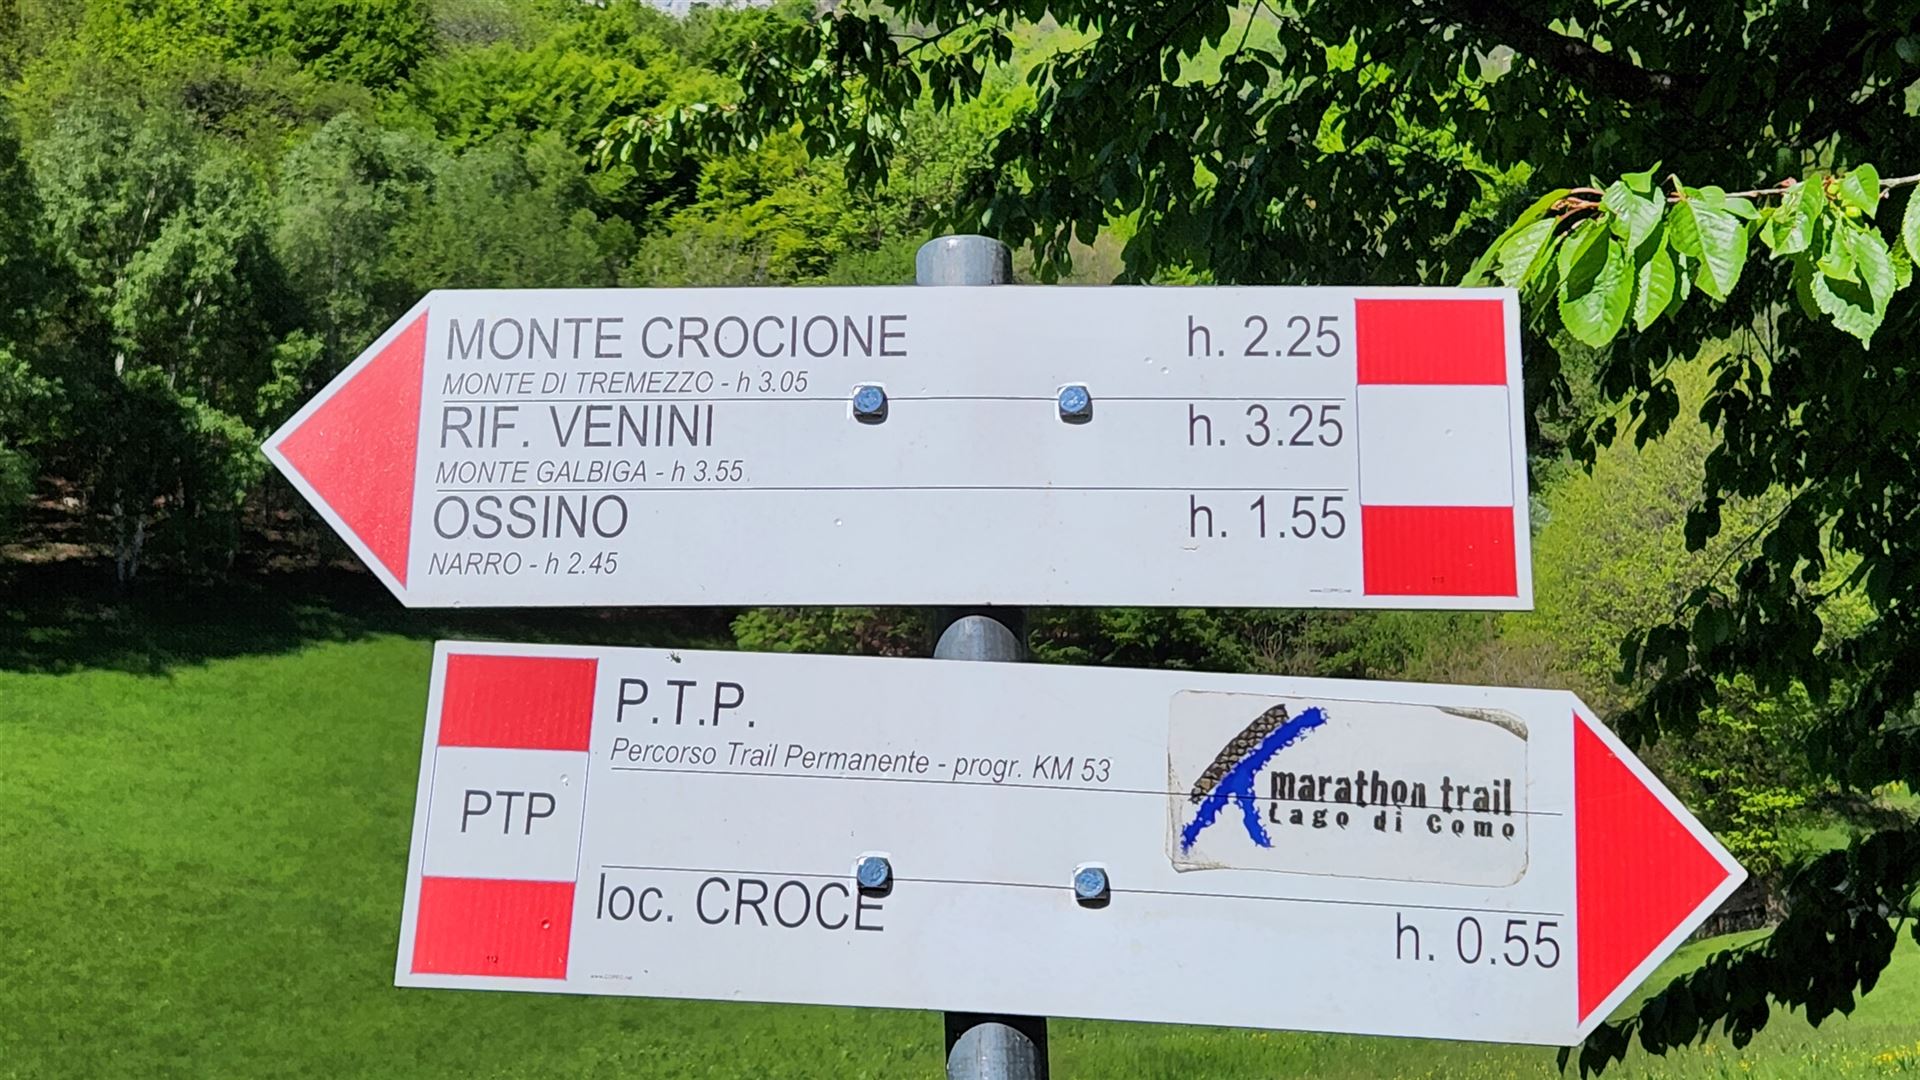 MONTE CROCIONE h. 2.25
MONTE DI TREMEZZO - h 3.05
RIF. VENINI h. 3.25
MONTE GALBIGA - h 3.55
OSSINO h. 1.55
NARRO - h 2.45
P.T.P.
Percorso Trail Permanente - progr. KM 53
marathon trail
Lago di Como
PTP
loc. CROCE h. 0.55
112